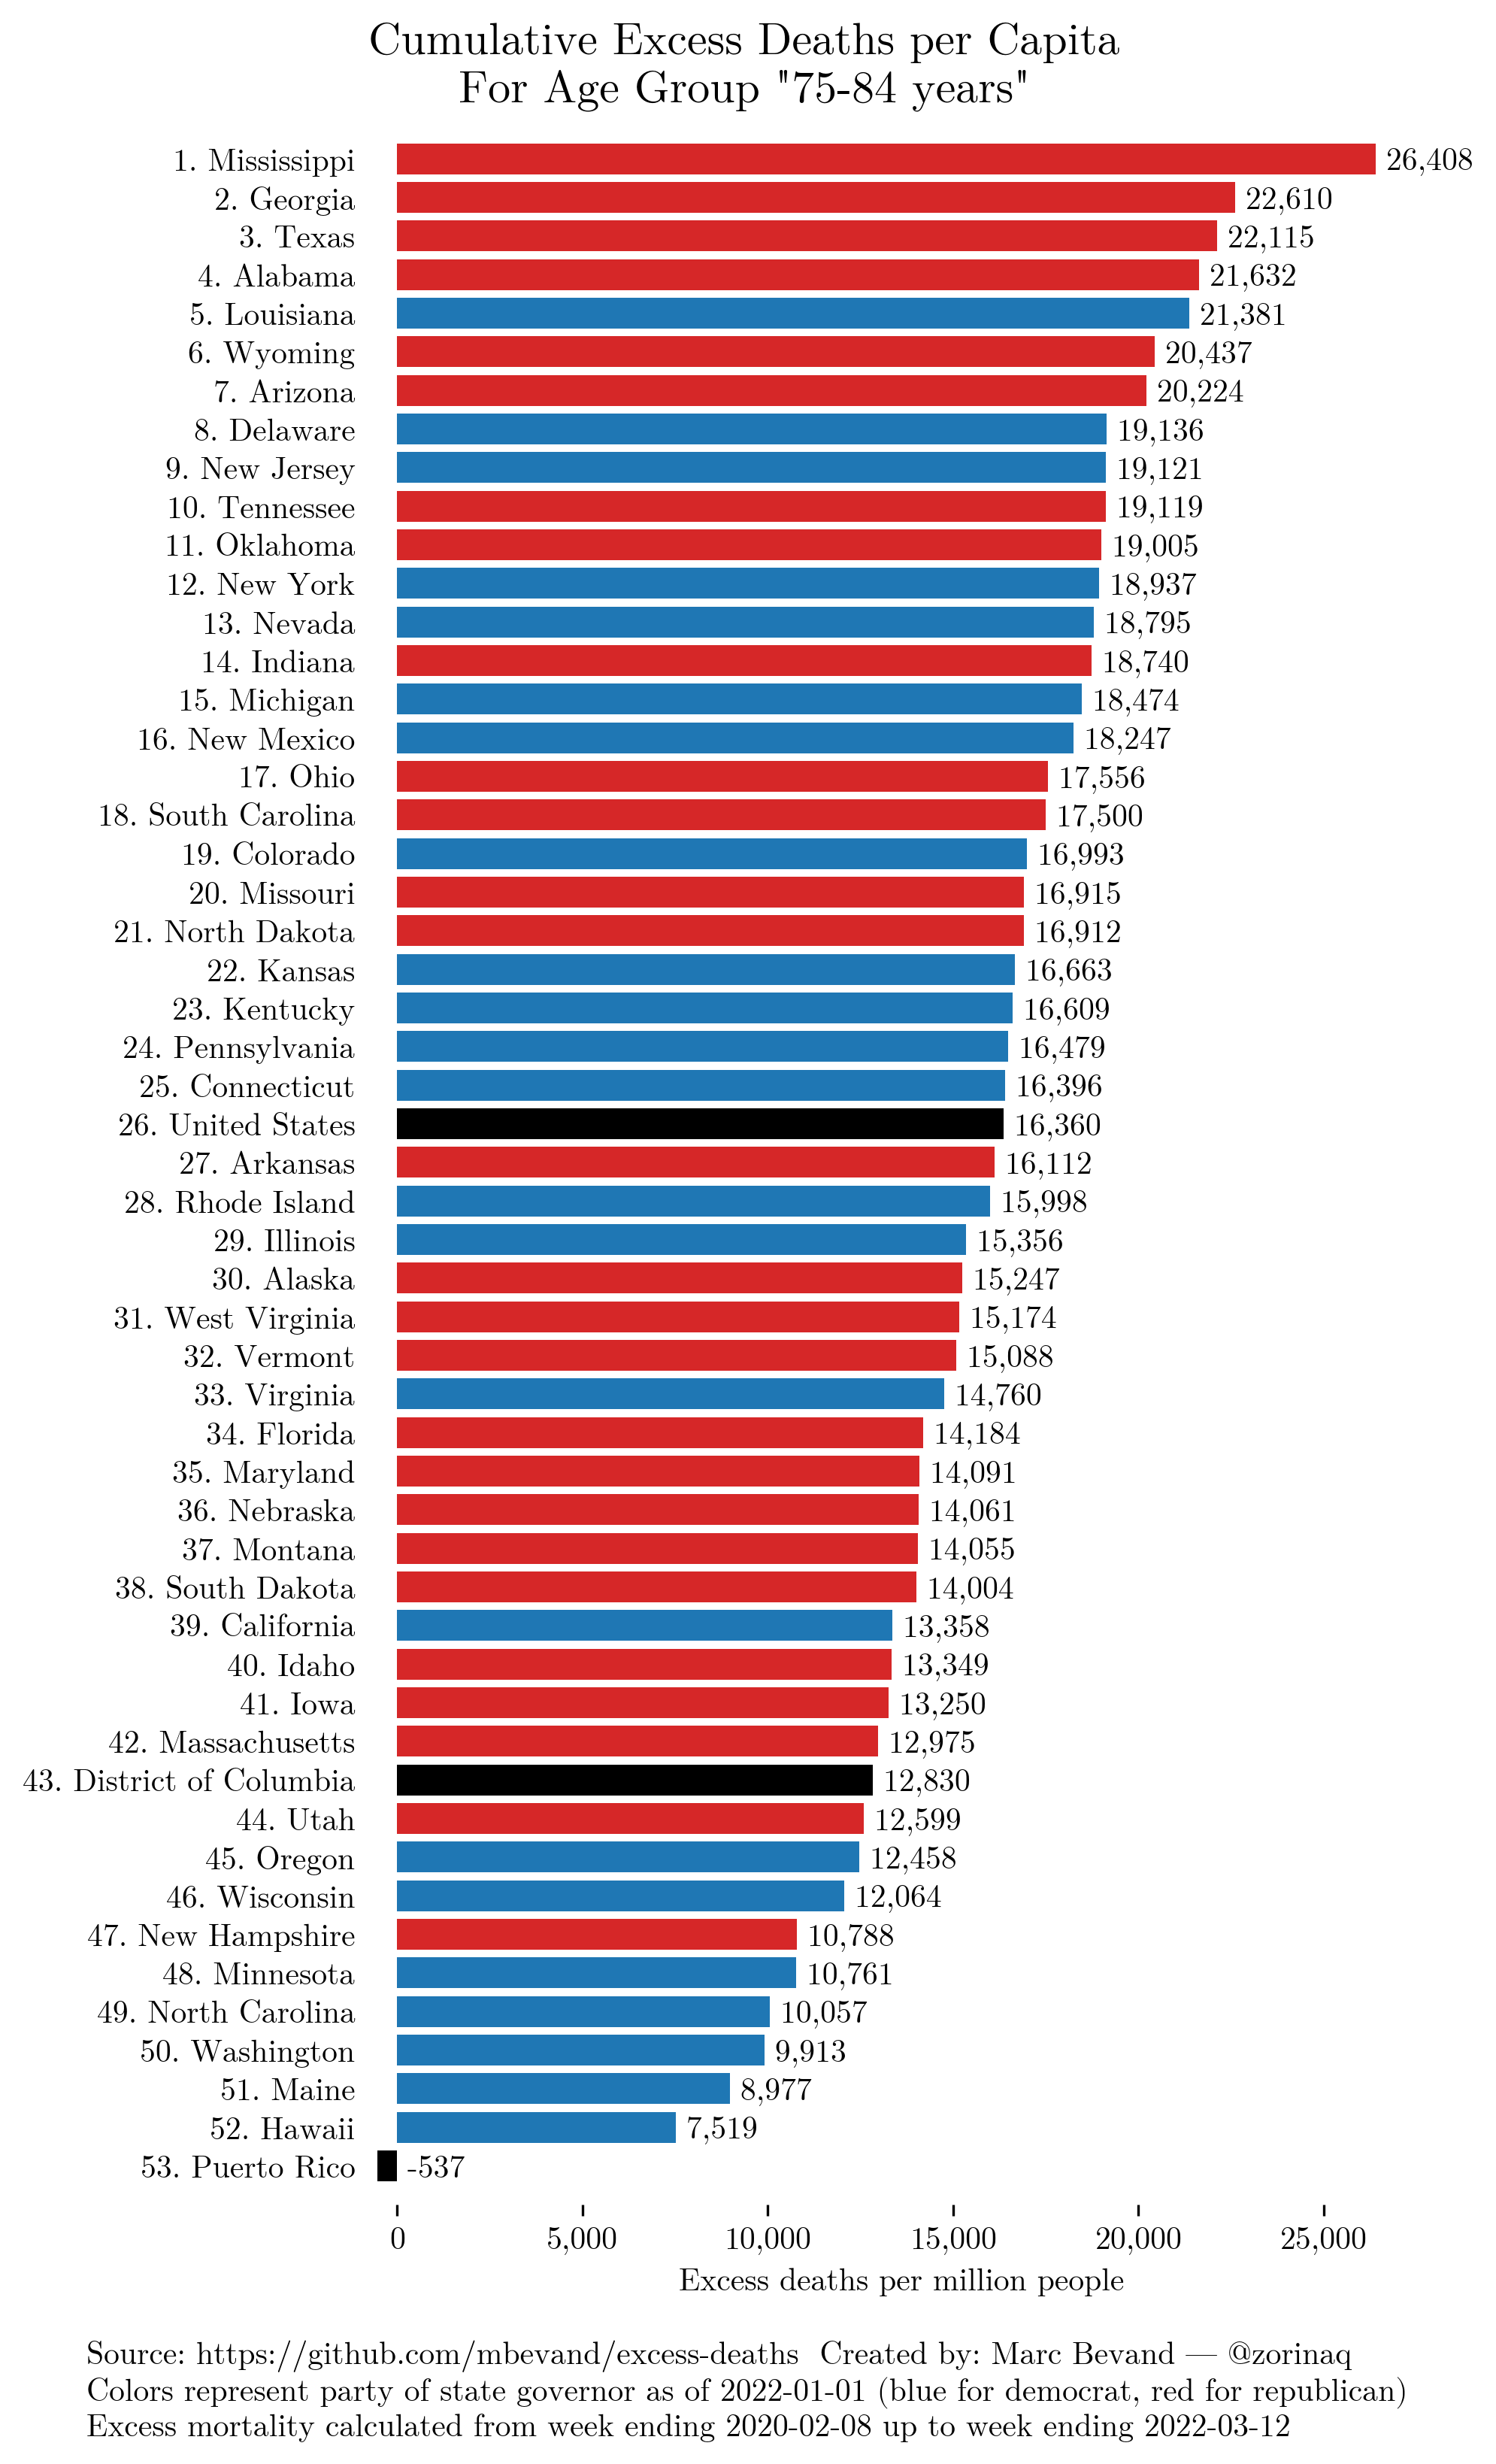 Cumulative Excess Deaths per Capita
For Age Group "75-84 years"
1. Mississippi 26,408
2. Georgia 22,610
3. Texas 22,115
4. Alabama 21,632
5. Louisiana 21,381
6. Wyoming 20,437
7. Arizona 20,224
8. Delaware 19,136
9. New Jersey 19,121
10. Tennessee 19,119
11. Oklahoma 19,005
12. New York 18,937
13. Nevada 18,795
14. Indiana 18,740
15. Michigan 18,474
16. New Mexico 18,247
17. Ohio 17,556
18. South Carolina 17,500
19. Colorado 16,993
20. Missouri 16,915
21. North Dakota 16,912
22. Kansas 16,663
23. Kentucky 16,609
24. Pennsylvania 16,479
25. Connecticut 16,396
26. United States 16,360
27. Arkansas 16,112
28. Rhode Island 15,998
29. Illinois 15,356
30. Alaska 15,247
31. West Virginia 15,174
32. Vermont 15,088
33. Virginia 14,760
34. Florida 14,184
35. Maryland 14,091
36. Nebraska 14,061
37. Montana 14,055
38. South Dakota 14,004
39. California 13,358
40. Idaho 13,349
41. Iowa 13,250
42. Massachusetts 12,975
43. District of Columbia 12,830
44. Utah 12,599
45. Oregon 12,458
46. Wisconsin 12,064
47. New Hampshire 10,788
48. Minnesota 10,761
49. North Carolina 10,057
50. Washington 9,913
51. Maine 8,977
52. Hawaii 7,519
53. Puerto Rico -537
0 5,000 10,000 15,000 20,000 25,000
Excess deaths per million people
Source: https://github.com/mbevand/excess-deaths Created by: Marc Bevand — @zorinaq
Colors represent party of state governor as of 2022-01-01 (blue for democrat, red for republican)
Excess mortality calculated from week ending 2020-02-08 up to week ending 2022-03-12